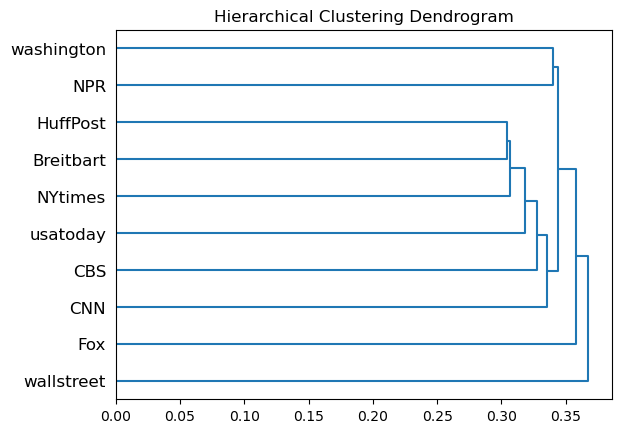 Hierarchical Clustering Dendrogram
washington
NPR
HuffPost
Breitbart
NYtimes
usatoday
CBS
CNN
Fox
wallstreet
0.00 0.05 0.10 0.15 0.20 0.25 0.30 0.35